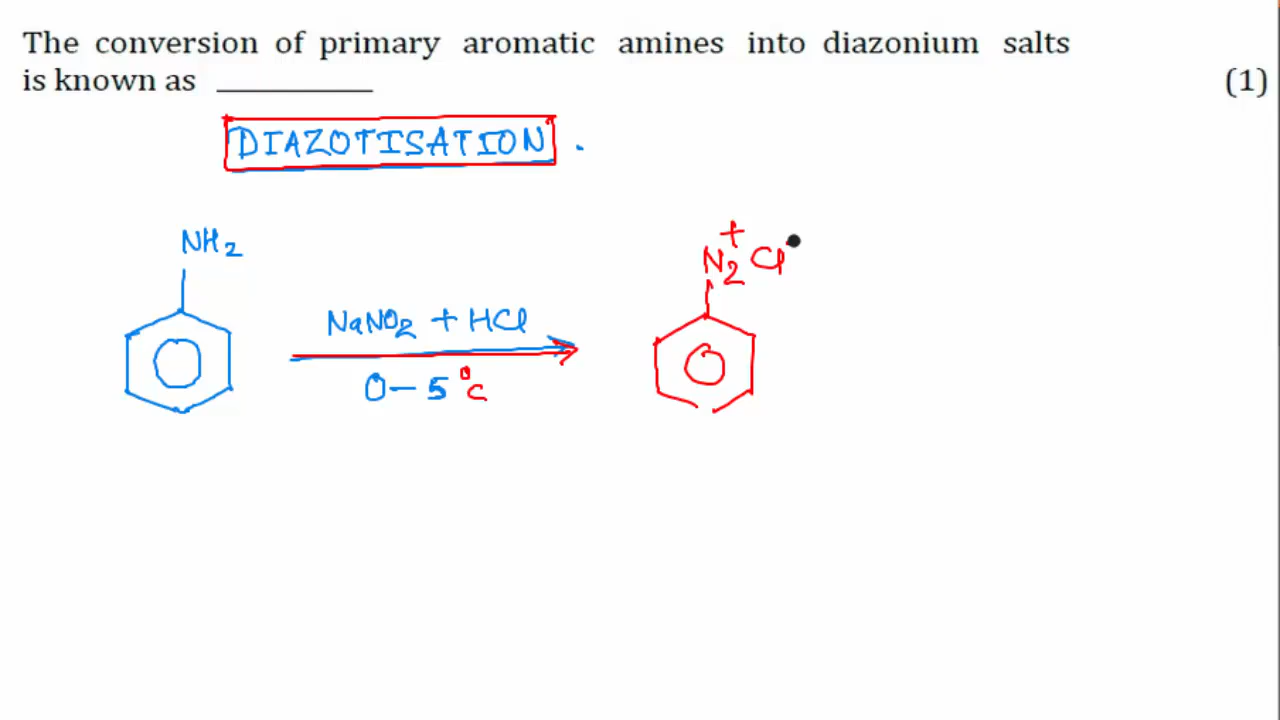 The conversion of primary aromatic amines into diazonium salts
is known as __________ (1)
DIAZOTISATION .
NH2
N2+ Cl
NaNO2 + HCl
0-5°C